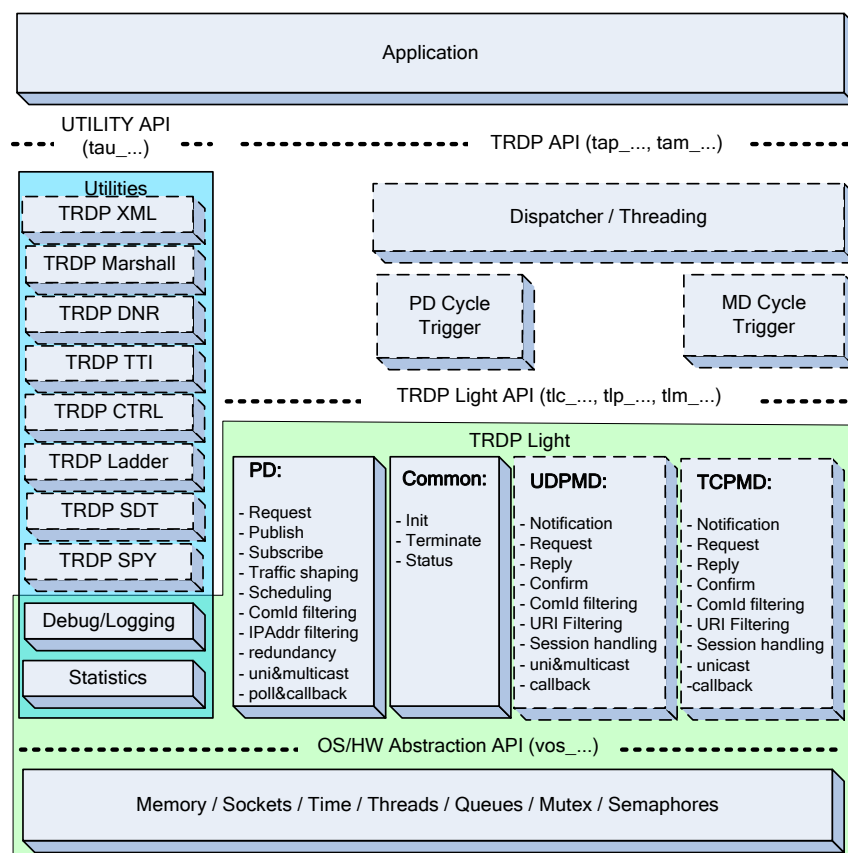 Application
UTILITY API
(tau_...)
TRDP API (tap_..., tam_...)
Utilities
TRDP XML
TRDP Marshall
TRDP DNR
TRDP TTI
TRDP CTRL
TRDP Ladder
TRDP SDT
TRDP SPY
Debug/Logging
Statistics
Dispatcher / Threading
PD Cycle
Trigger
MD Cycle
Trigger
TRDP Light API (tlc_..., tlp_..., tlm_...)
TRDP Light
PD:
- Request
- Publish
- Subscribe
- Traffic shaping
- Scheduling
- ComId filtering
- IPAddr filtering
- redundancy
- uni&multicast
- poll&callback
Common:
- Init
- Terminate
- Status
UDPMD:
- Notification
- Request
- Reply
- Confirm
- ComId filtering
- URI Filtering
- Session handling
- uni&multicast
- callback
TCPMD:
- Notification
- Request
- Reply
- Confirm
- ComId filtering
- URI Filtering
- Session handling
- unicast
-callback
OS/HW Abstraction API (vos_...)
Memory / Sockets / Time / Threads / Queues / Mutex / Semaphores